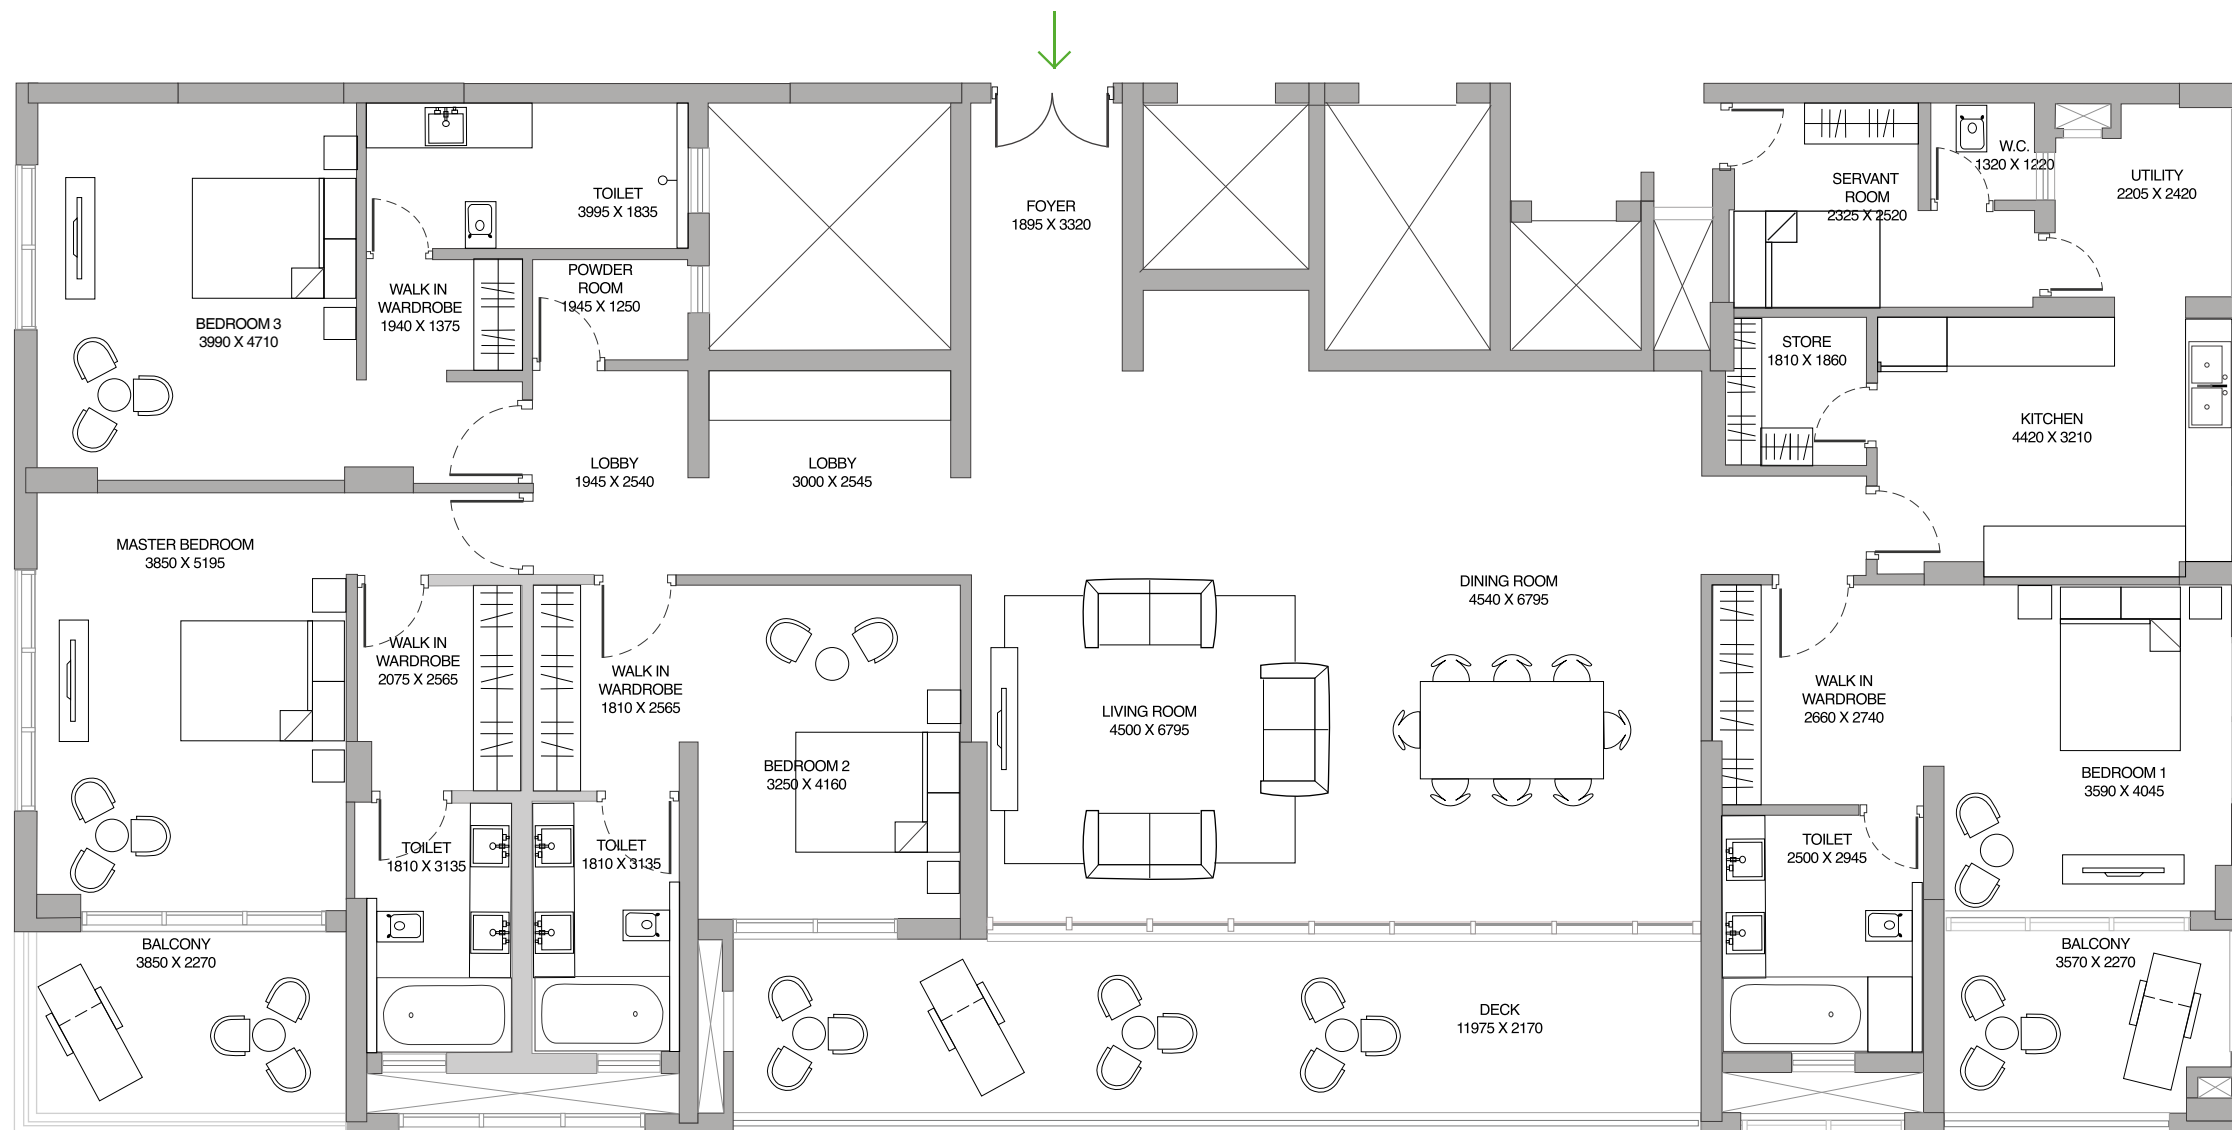 TOILET
3995 X 1835
FOYER
1895 X 3320
W.C.
1320 X 1220
SERVANT
ROOM
2325 X 2520
UTILITY
2205 X 2420
POWDER
ROOM
1945 X 1250
WALK IN
WARDROBE
1940 X 1375
BEDROOM 3
3990 X 4710
STORE
1810 X 1860
KITCHEN
4420 X 3210
LOBBY
1945 X 2540
LOBBY
3000 X 2545
MASTER BEDROOM
3850 X 5195
DINING ROOM
4540 X 6795
WALK IN
WARDROBE
2075 X 2565
WALK IN
WARDROBE
1810 X 2565
LIVING ROOM
4500 X 6795
WALK IN
WARDROBE
2660 X 2740
BEDROOM 2
3250 X 4160
BEDROOM 1
3590 X 4045
TOILET
1810 X 3135
TOILET
1810 X 3135
TOILET
2500 X 2945
BALCONY
3850 X 2270
BALCONY
3570 X 2270
DECK
11975 X 2170